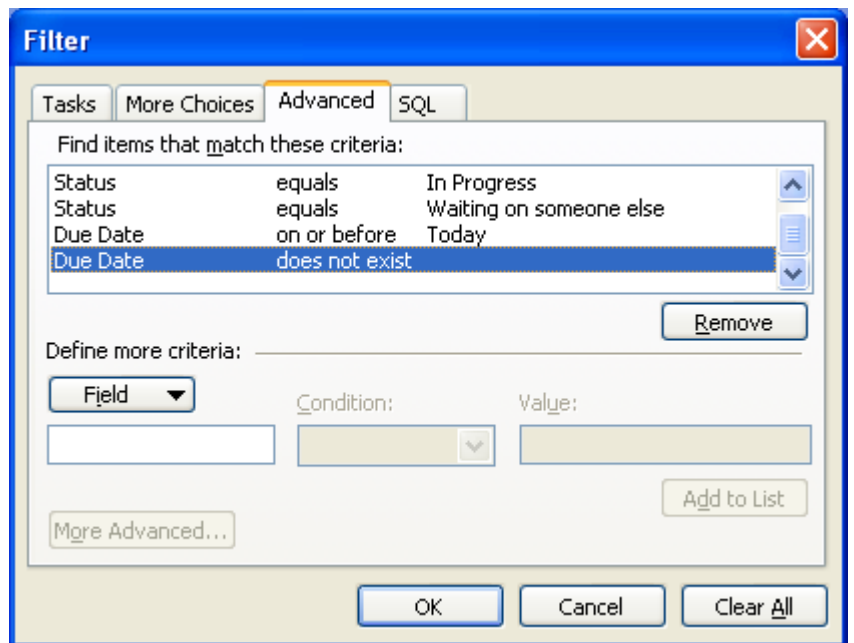 Filter
Tasks More Choices Advanced SQL
Find items that match these criteria:
Status equals In Progress
Status equals Waiting on someone else
Due Date on or before Today
Due Date does not exist
Remove
Define more criteria:
Field Condition: Value:
Add to List
More Advanced...
OK Cancel Clear All